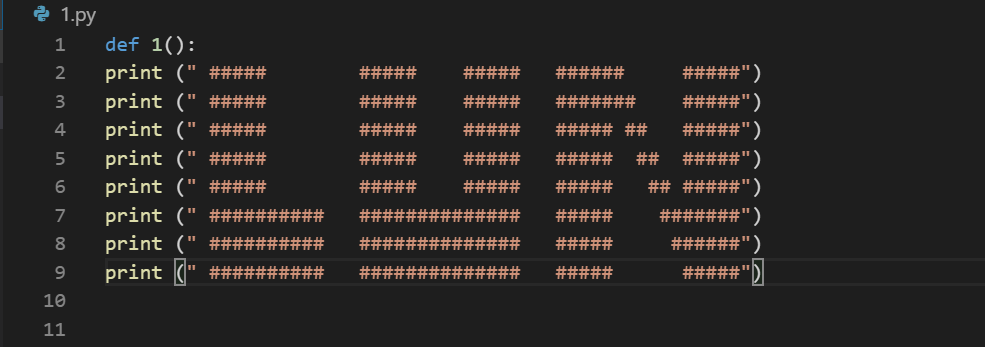 1.py
1 def 1():
2 print (" #####        #####    #####   ######     #####")
3 print (" #####        #####    #####   #######    #####")
4 print (" #####        #####    #####   ##### ##   #####")
5 print (" #####        #####    #####   #####  ##  #####")
6 print (" #####        #####    #####   #####   ## #####")
7 print (" ##########   ##############   #####    #######")
8 print (" ##########   ##############   #####     ######")
9 print (" ##########   ##############   #####      #####")
10
11